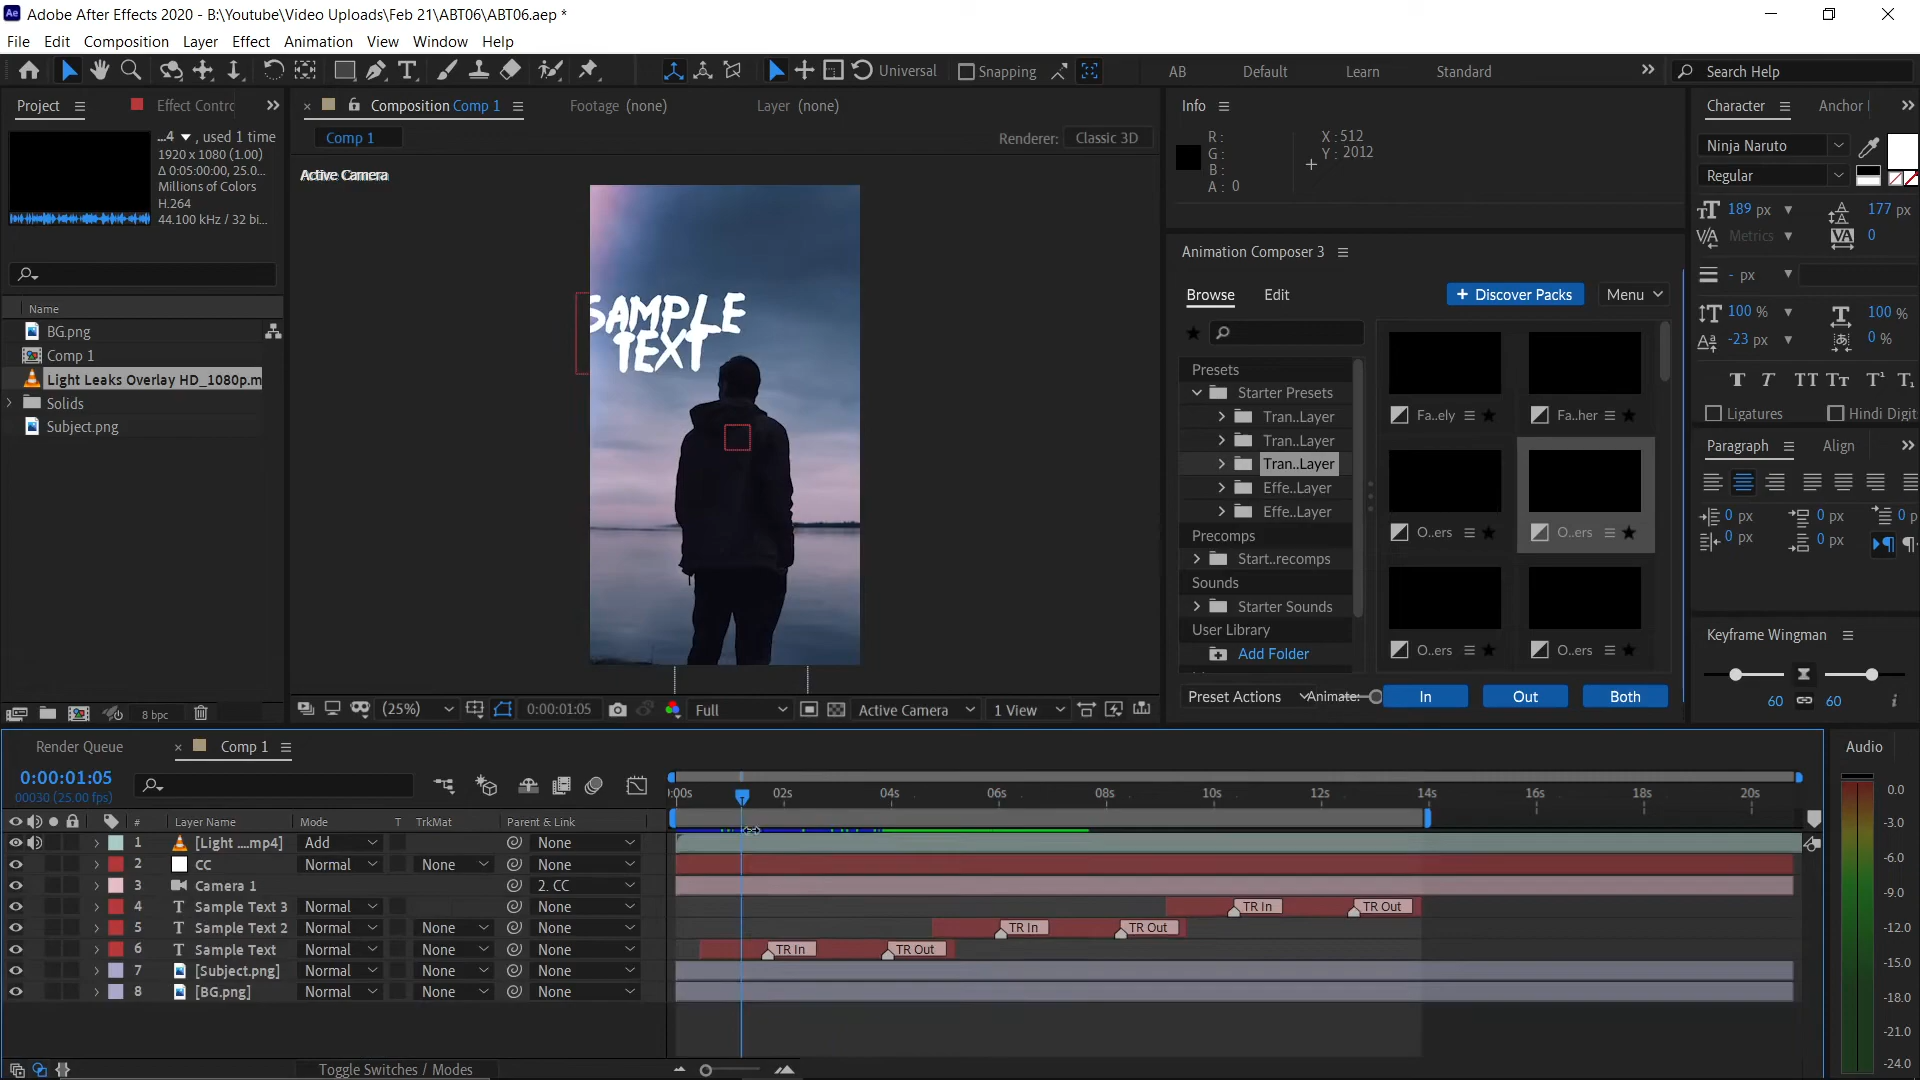 Adobe After Effects 2020 - B:\Youtube\Video Uploads\Feb 21\ABT06\ABT06.aep *
File Edit Composition Layer Effect Animation View Window Help
Universal Snapping AB Default Learn Standard Search Help
Project Effect Contrc
Composition Comp 1 Footage (none) Layer (none)
Info
Character Anchor
...4 , used 1 time
1920 x 1080 (1.00)
Δ 0:05:00:00, 25.0...
Millions of Colors
H.264
44.100 kHz / 32 bi...
Comp 1 Renderer: Classic 3D
Active Camera
R: X : 512
G: Y : 2012
B:
A: 0
Ninja Naruto
Regular
189 px 177 px
Metrics 0
- px
100 % 100 %
-23 px 0 %
Ligatures Hindi Digit
Name
BG.png
Comp 1
Light Leaks Overlay HD_1080p.m
Solids
Subject.png
SAMPLE
TEXT
Animation Composer 3
Browse Edit + Discover Packs Menu
Presets
Starter Presets
Tran..Layer
Tran..Layer
Tran..Layer
Effe..Layer
Effe..Layer
Precomps
Start..recomps
Sounds
Starter Sounds
User Library
Add Folder
Fa..ely Fa..her
O..ers O..ers
O..ers O..ers
Preset Actions Animate: In Out Both
Paragraph Align
0 px 0 px 0 p
0 px 0 px
Keyframe Wingman
60 60
8 bpc
(25%) 0:00:01:05 Full Active Camera 1 View
Render Queue Comp 1 Audio
0:00:01:05
00030 (25.00 fps)
:00s 02s 04s 06s 08s 10s 12s 14s 16s 18s 20s
# Layer Name Mode T TrkMat Parent & Link
1 [Light ....mp4] Add None
2 CC Normal None None
3 Camera 1 2. CC
4 Sample Text 3 Normal None TR In TR Out
5 Sample Text 2 Normal None None TR In TR Out
6 Sample Text Normal None None TR In TR Out
7 [Subject.png] Normal None None
8 [BG.png] Normal None None
Toggle Switches / Modes
0.0
-3.0
-6.0
-9.0
-12.0
-15.0
-18.0
-21.0
-24.0